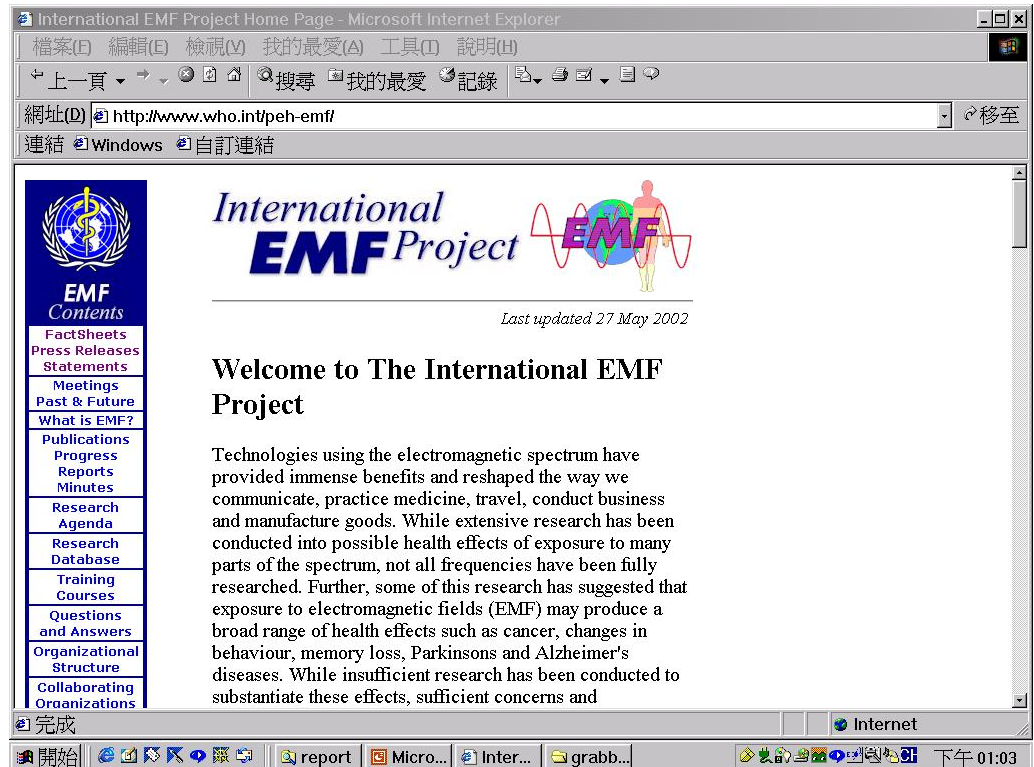 International EMF Project Home Page - Microsoft Internet Explorer
檔案(F) 編輯(E) 檢視(V) 我的最愛(A) 工具(T) 說明(H)
上一頁 搜尋 我的最愛 記錄
網址(D) http://www.who.int/peh-emf/ 移至
連結 Windows 自訂連結
EMF
Contents
FactSheets
Press Releases
Statements
Meetings
Past & Future
What is EMF?
Publications
Progress
Reports
Minutes
Research
Agenda
Research
Database
Training
Courses
Questions
and Answers
Organizational
Structure
Collaborating
Organizations
International
EMF Project
EMF
Last updated 27 May 2002
Welcome to The International EMF
Project
Technologies using the electromagnetic spectrum have
provided immense benefits and reshaped the way we
communicate, practice medicine, travel, conduct business
and manufacture goods. While extensive research has been
conducted into possible health effects of exposure to many
parts of the spectrum, not all frequencies have been fully
researched. Further, some of this research has suggested that
exposure to electromagnetic fields (EMF) may produce a
broad range of health effects such as cancer, changes in
behaviour, memory loss, Parkinsons and Alzheimer's
diseases. While insufficient research has been conducted to
substantiate these effects, sufficient concerns and
完成 Internet
開始 report Micro... Inter... grabb... CH 下午 01:03